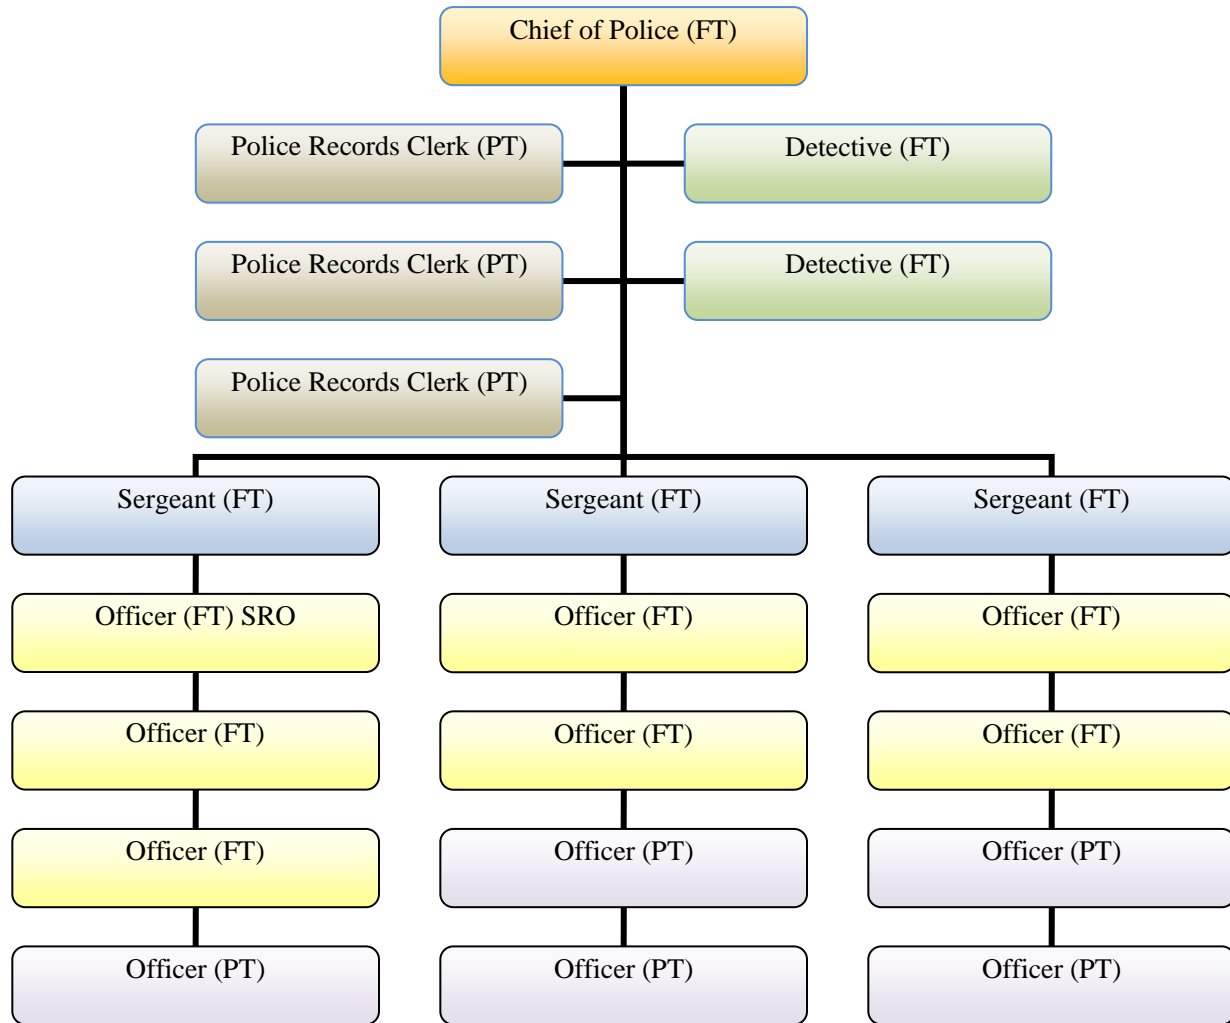 Chief of Police (FT)
Police Records Clerk (PT)
Detective (FT)
Police Records Clerk (PT)
Detective (FT)
Police Records Clerk (PT)
Sergeant (FT)
Sergeant (FT)
Sergeant (FT)
Officer (FT) SRO
Officer (FT)
Officer (FT)
Officer (FT)
Officer (FT)
Officer (FT)
Officer (FT)
Officer (PT)
Officer (PT)
Officer (PT)
Officer (PT)
Officer (PT)